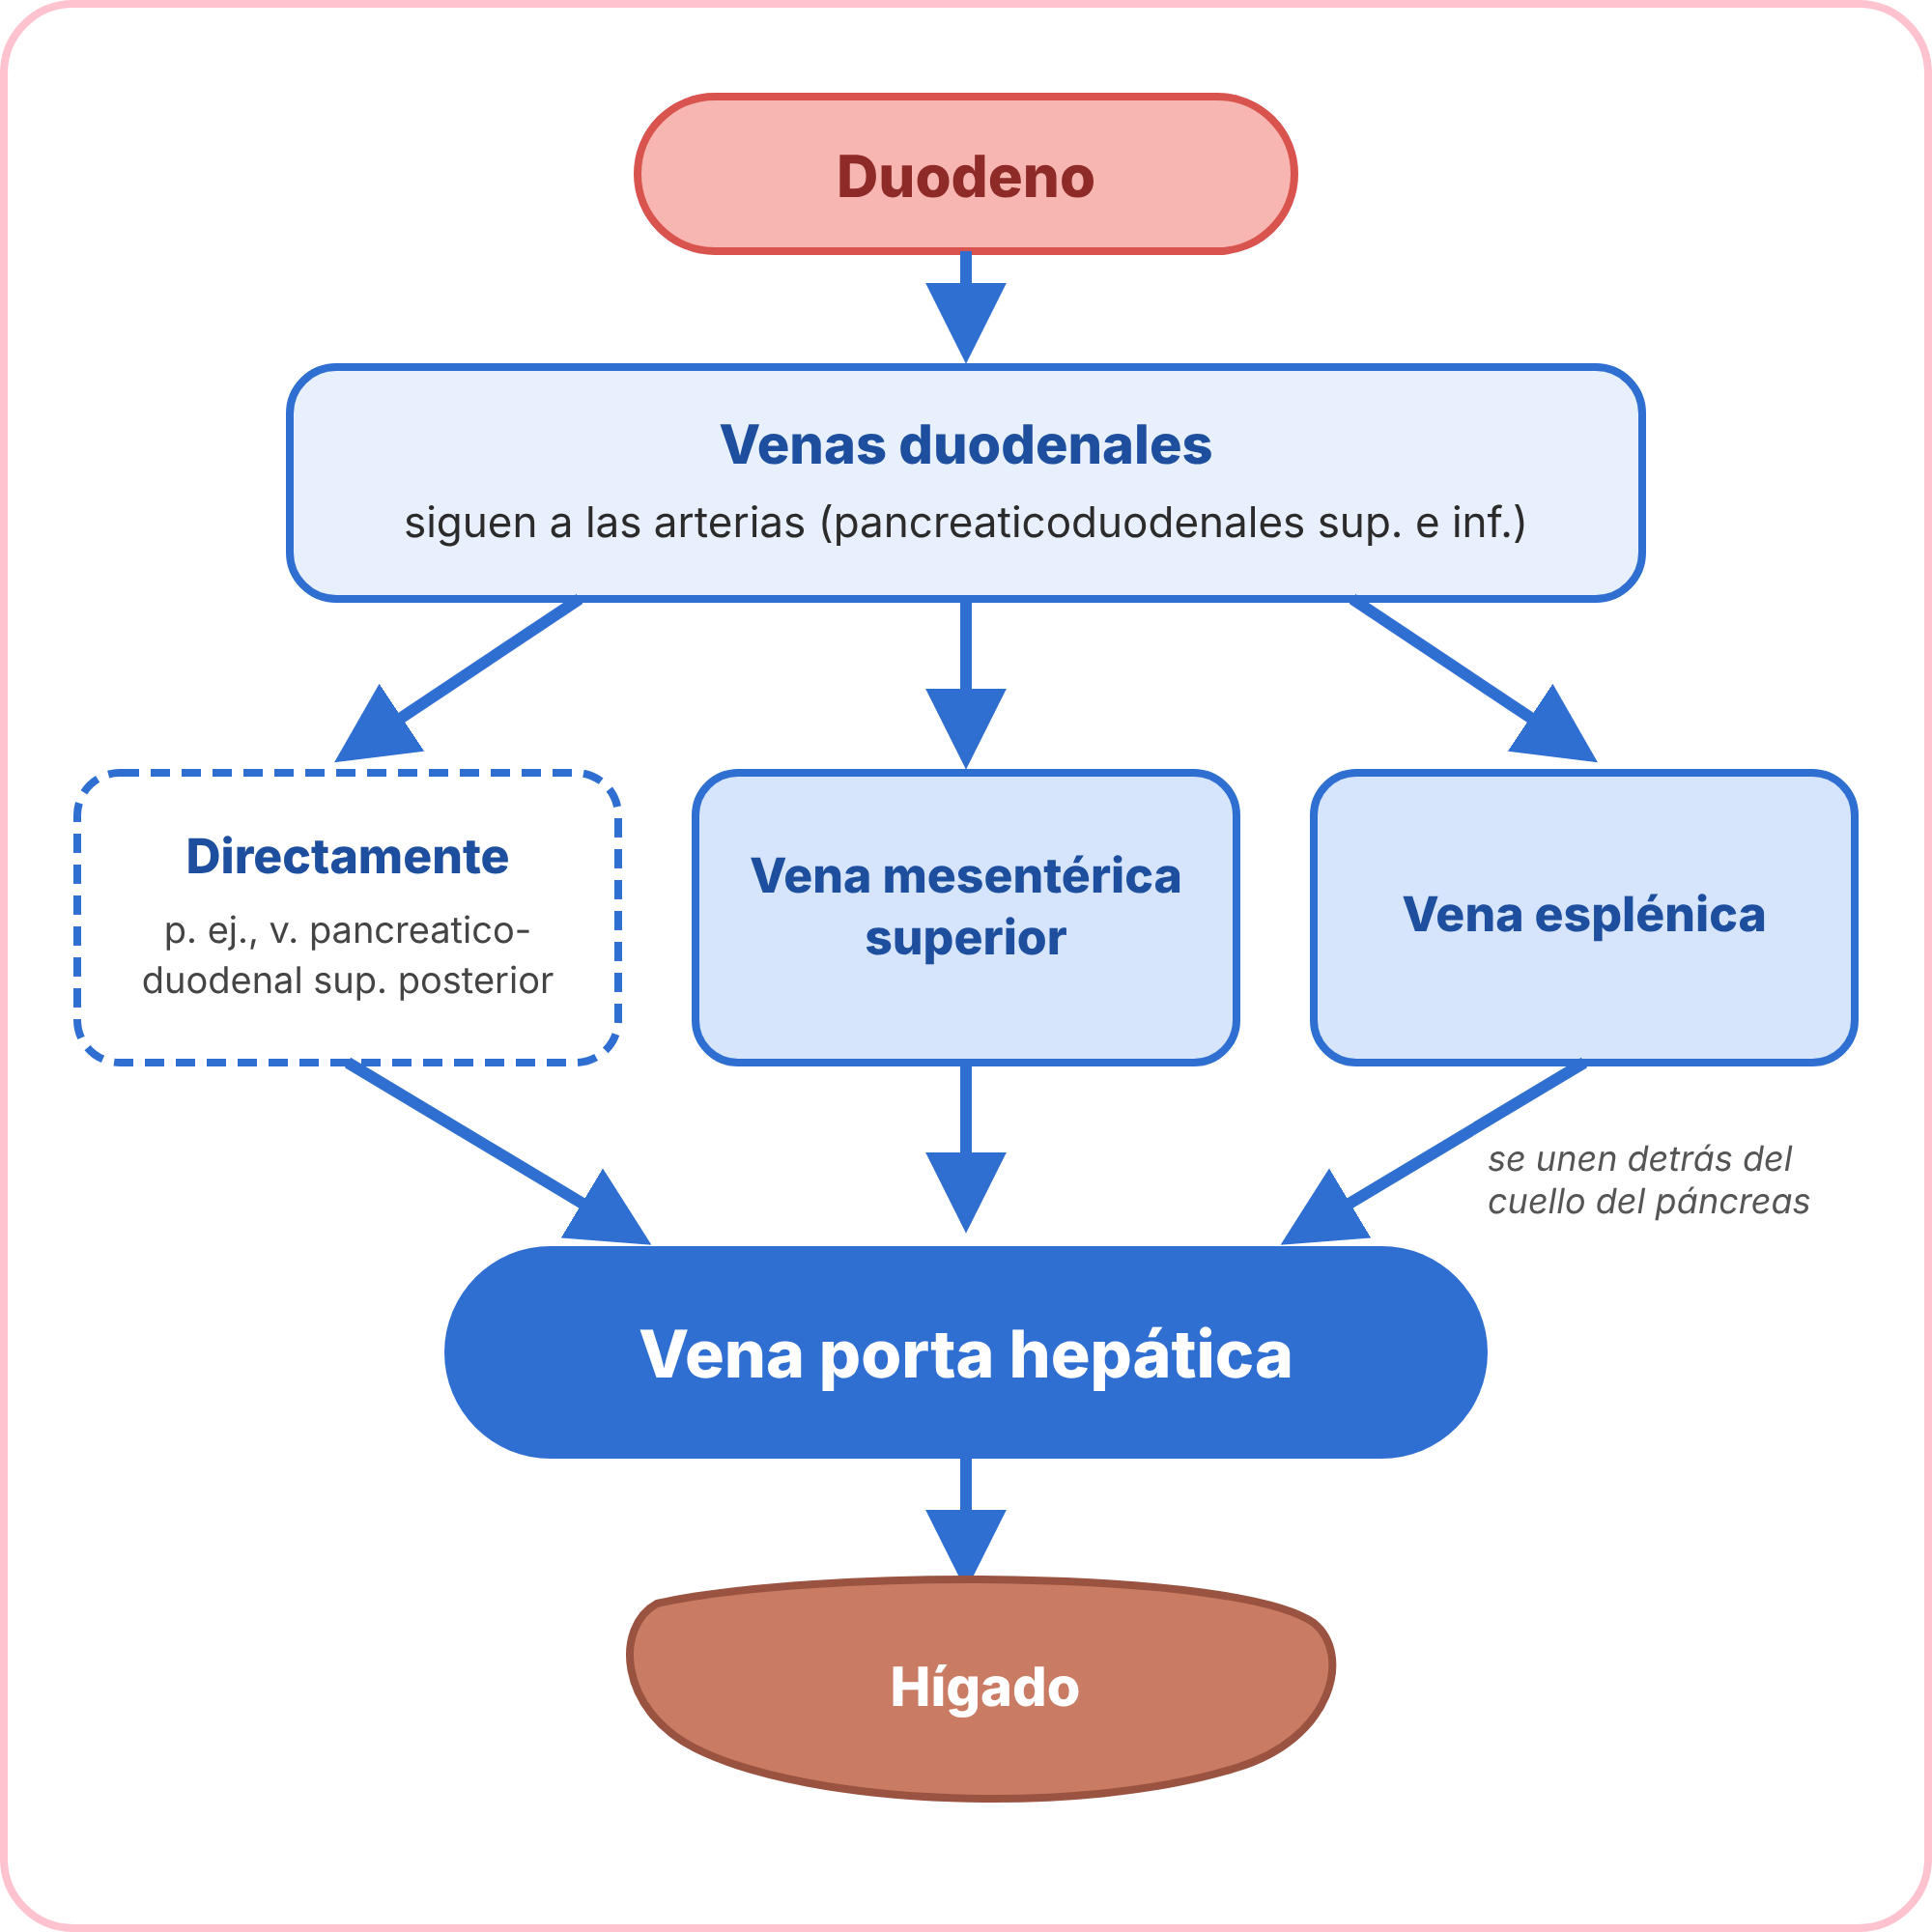 Duodeno
Venas duodenales
siguen a las arterias (pancreaticoduodenales sup. e inf.)
Directamente
p. ej., v. pancreatico-
duodenal sup. posterior
Vena mesentérica
superior
Vena esplénica
se unen detrás del
cuello del páncreas
Vena porta hepática
Hígado